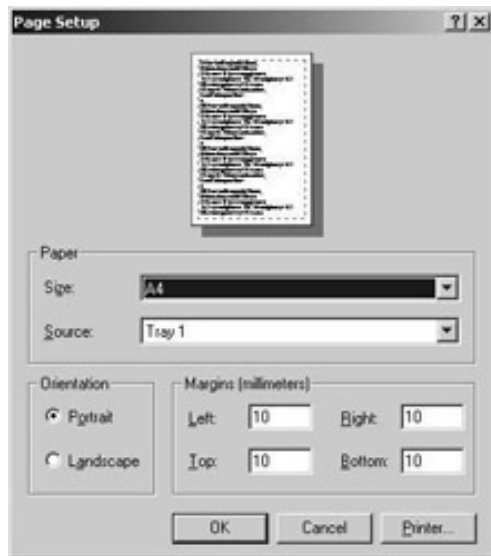 Page Setup
Paper
Size: A4
Source: Tray 1
Orientation
Portrait
Landscape
Margins (millimeters)
Left: 10 Right: 10
Top: 10 Bottom: 10
OK Cancel Printer...